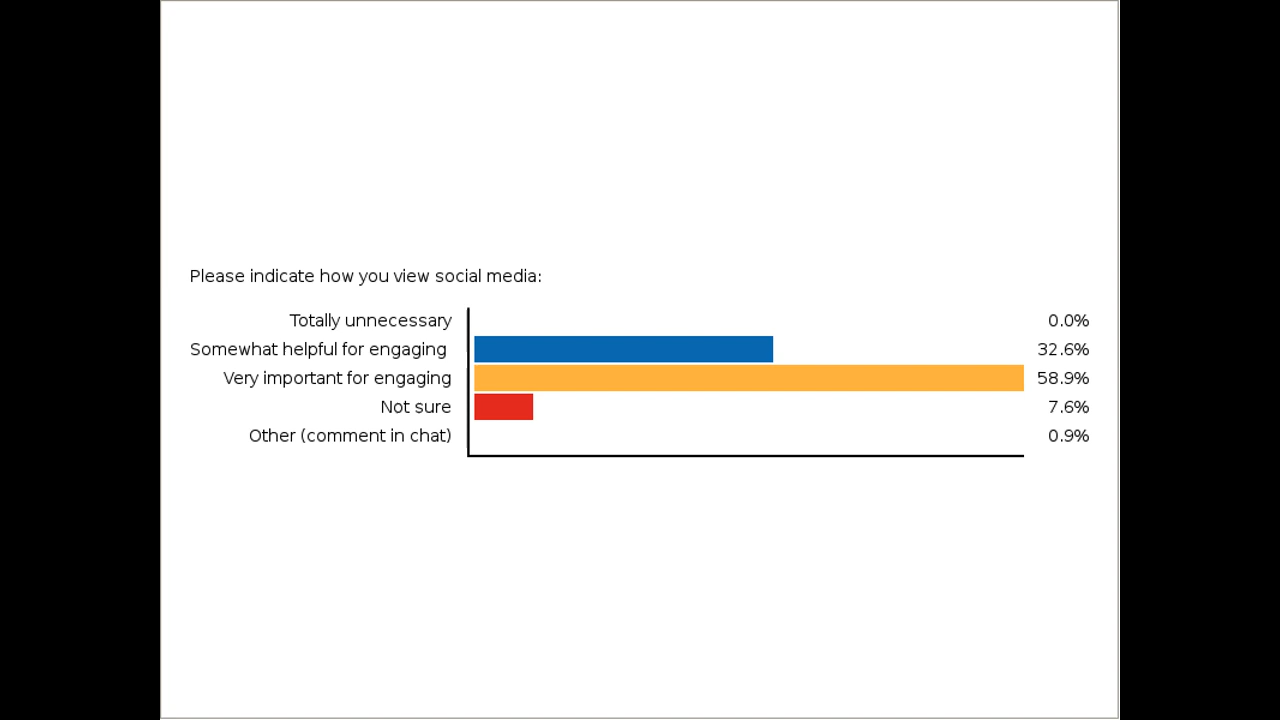 Please indicate how you view social media:
Totally unnecessary 0.0%
Somewhat helpful for engaging 32.6%
Very important for engaging 58.9%
Not sure 7.6%
Other (comment in chat) 0.9%